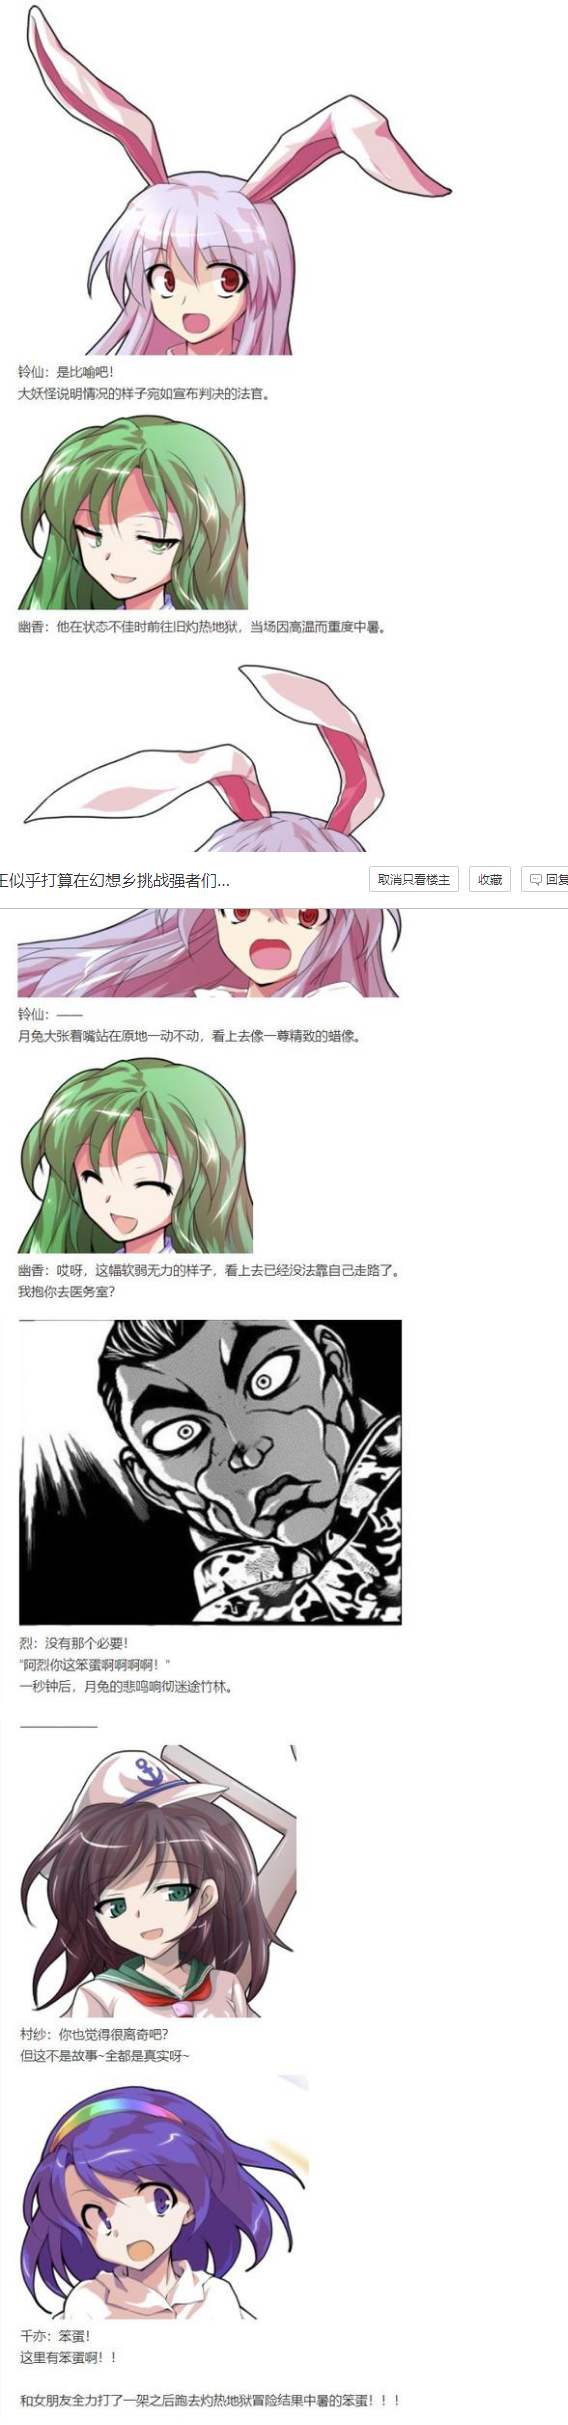 铃仙：是比喻吧！
大妖怪说明情况的样子宛如宣布判决的法官。
幽香：他在状态不佳时前往旧灼热地狱，当场因高温而重度中暑。
王似乎打算在幻想乡挑战强者们...
取消只看楼主
收藏
回复
铃仙：——
月兔大张着嘴站在原地一动不动，看上去像一尊精致的蜡像。
幽香：哎呀，这幅软弱无力的样子，看上去已经没法靠自己走路了。
我抱你去医务室？
烈：没有那个必要！
"阿烈你这笨蛋啊啊啊啊！"
一秒钟后，月兔的悲鸣响彻迷途竹林。
——————
村纱：你也觉得很离奇吧？
但这不是故事~全都是真实呀~
千亦：笨蛋！
这里有笨蛋啊！！
和女朋友全力打了一架之后跑去灼热地狱冒险结果中暑的笨蛋！！！